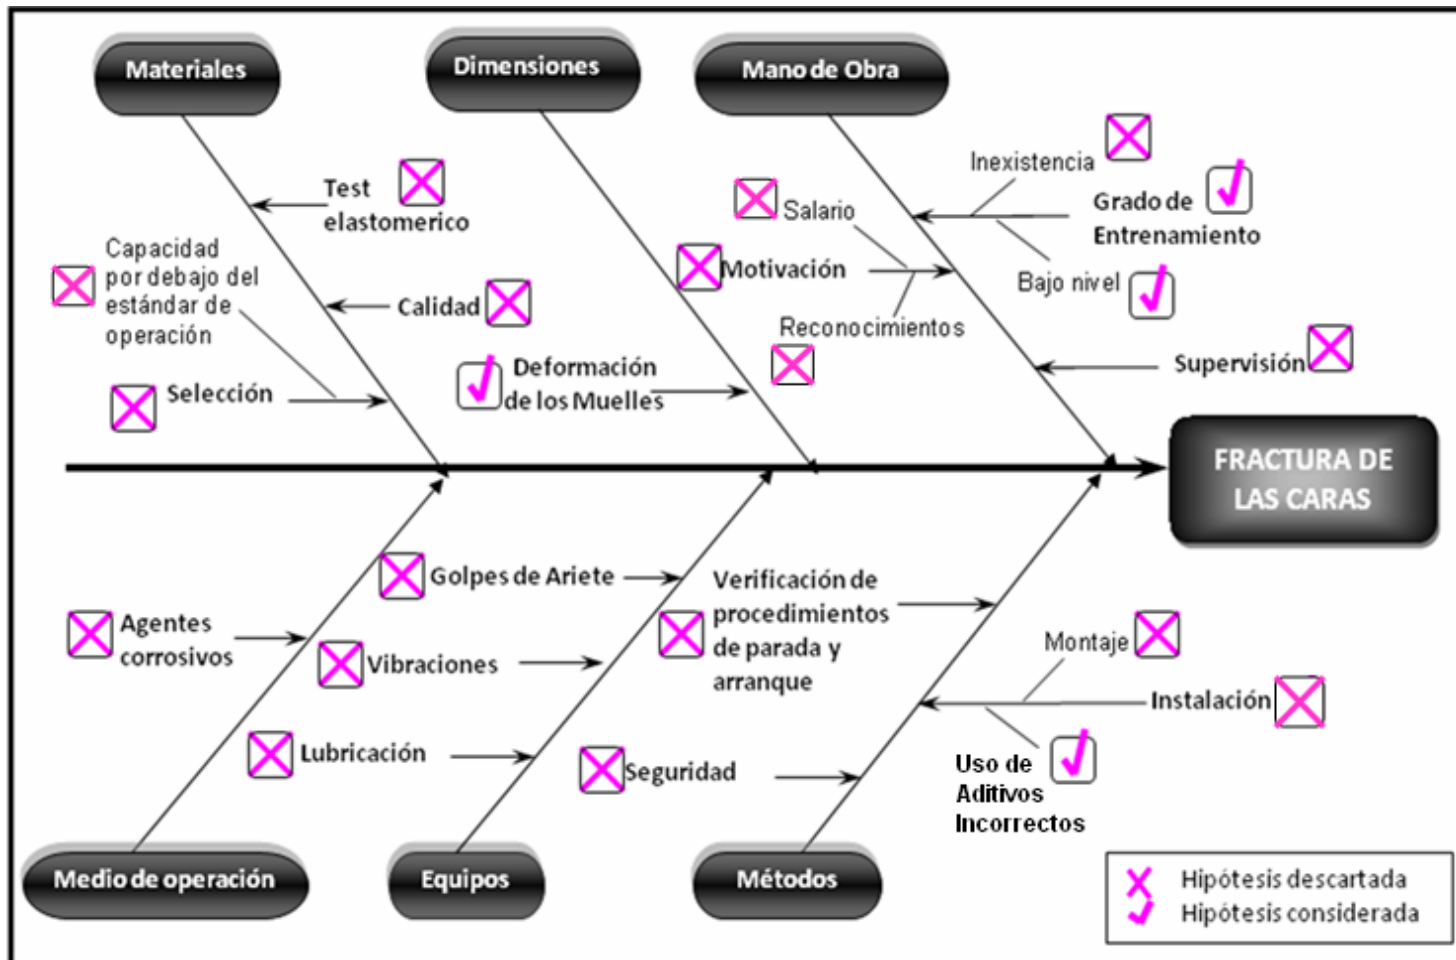 Materiales
Dimensiones
Mano de Obra
Inexistencia
Test
elastomerico
Salario
Grado de
Entrenamiento
Capacidad
por debajo del
estándar de
operación
Motivación
Bajo nivel
Calidad
Reconocimientos
Deformación
de los Muelles
Supervisión
Selección
FRACTURA DE
LAS CARAS
Golpes de Ariete
Verificación de
procedimientos
de parada y
arranque
Agentes
corrosivos
Vibraciones
Montaje
Instalación
Lubricación
Seguridad
Uso de
Aditivos
Incorrectos
Medio de operación
Equipos
Métodos
Hipótesis descartada
Hipótesis considerada